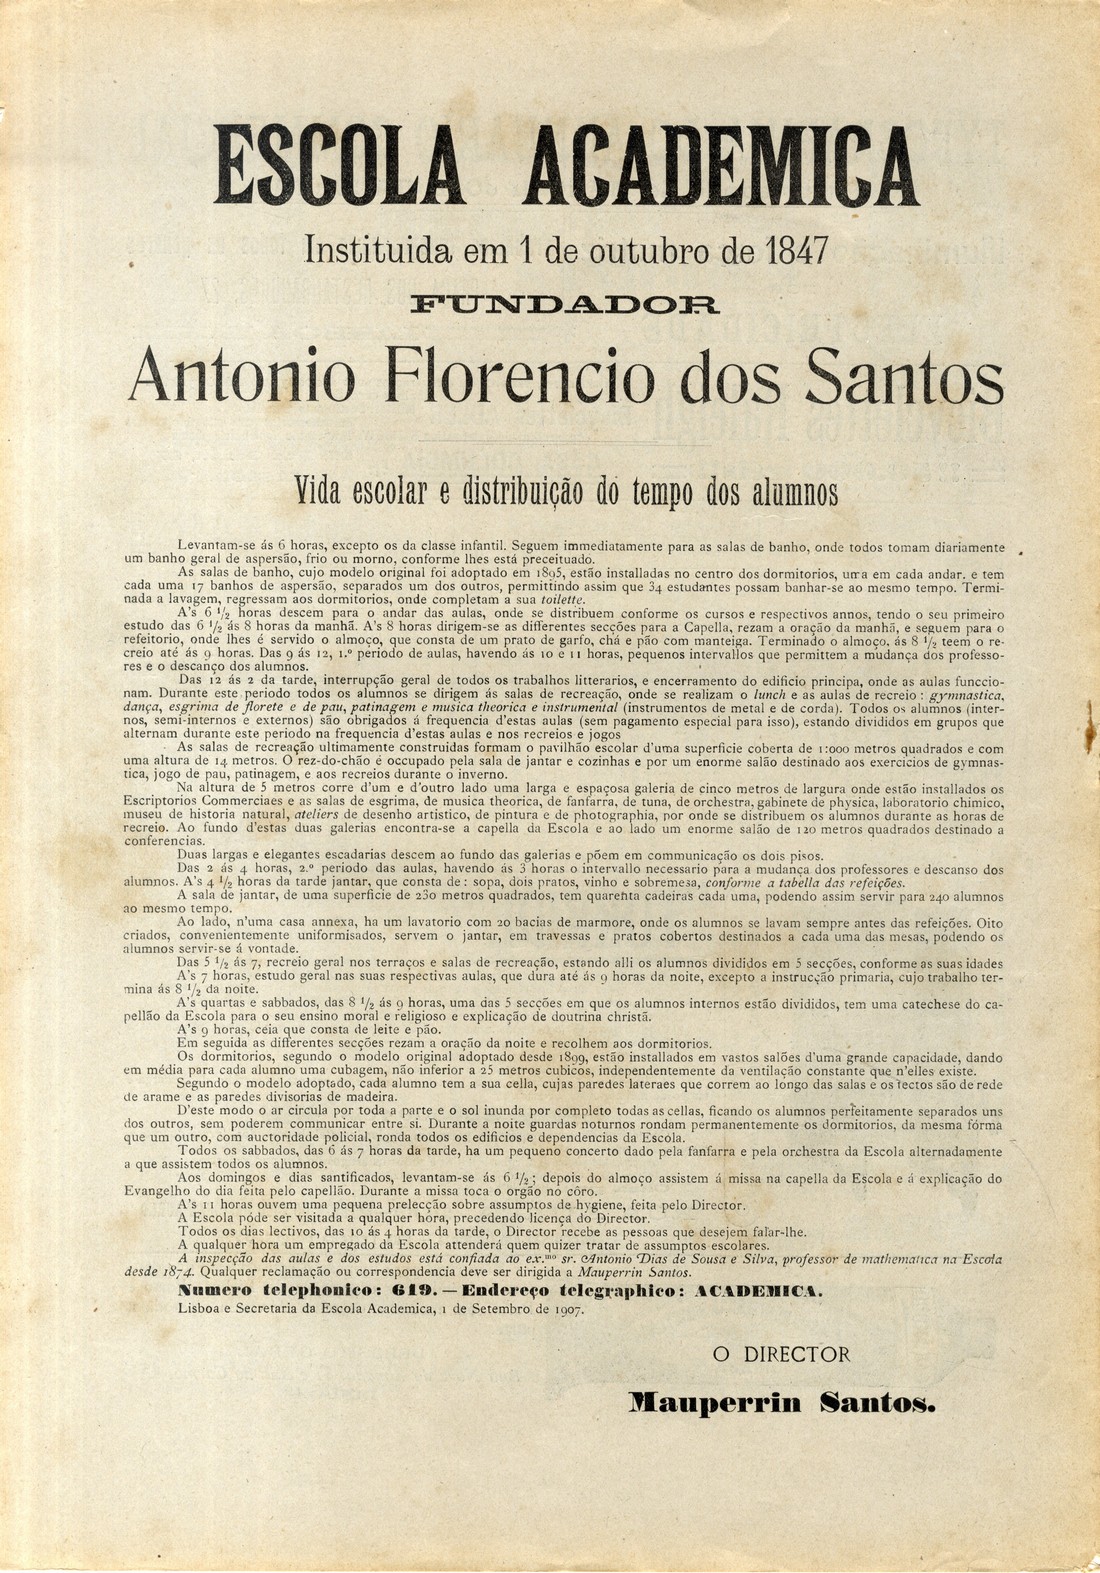 ESCOLA ACADEMICA
Instituida em 1 de outubro de 1847
FUNDADOR
Antonio Florencio dos Santos
Vida escolar e distribuição do tempo dos alumnos
Levantam-se ás 6 horas, excepto os da classe infantil. Seguem immediatamente para as salas de banho, onde todos tomam diariamente
um banho geral de aspersão, frio ou morno, conforme lhes está preceituado.
As salas de banho, cujo modelo original foi adoptado em 1895, estão installadas no centro dos dormitorios, uma em cada andar. e tem
cada uma 17 banhos de aspersão, separados um dos outros, permittindo assim que 34 estudantes possam banhar-se ao mesmo tempo. Termi-
nada a lavagem, regressam aos dormitorios, onde completam a sua toilette.
A's 6 1/2 horas descem para o andar das aulas, onde se distribuem conforme os cursos e respectivos annos, tendo o seu primeiro
estudo das 6 1/2 ás 8 horas da manhã. A's 8 horas dirigem-se as differentes secções para a Capella, rezam a oração da manhã, e seguem para o
refeitorio, onde lhes é servido o almoço, que consta de um prato de garfo, chá e pão com manteiga. Terminado o almoço, ás 8 1/2 teem o re-
creio até ás 9 horas. Das 9 ás 12, 1.º periodo de aulas, havendo ás 10 e 11 horas, pequenos intervallos que permittem a mudança dos professo-
res e o descanço dos alumnos.
Das 12 ás 2 da tarde, interrupção geral de todos os trabalhos litterarios, e encerramento do edificio principa, onde as aulas funccio-
nam. Durante este periodo todos os alumnos se dirigem ás salas de recreação, onde se realizam o lunch e as aulas de recreio : gymnastica,
dança, esgrima de florete e de pau, patinagem e musica theorica e instrumental (instrumentos de metal e de corda). Todos os alumnos (inter-
nos, semi-internos e externos) são obrigados á frequencia d'estas aulas (sem pagamento especial para isso), estando divididos em grupos que
alternam durante este periodo na frequencia d'estas aulas e nos recreios e jogos
As salas de recreação ultimamente construidas formam o pavilhão escolar d'uma superficie coberta de 1:000 metros quadrados e com
uma altura de 14 metros. O rez-do-chão é occupado pela sala de jantar e cozinhas e por um enorme salão destinado aos exercicios de gymnas-
tica, jogo de pau, patinagem, e aos recreios durante o inverno.
Na altura de 5 metros corre d'um e d'outro lado uma larga e espaçosa galeria de cinco metros de largura onde estão installados os
Escriptorios Commerciaes e as salas de esgrima, de musica theorica, de fanfarra, de tuna, de orchestra, gabinete de physica, laboratorio chimico,
museu de historia natural, ateliers de desenho artistico, de pintura e de photographia, por onde se distribuem os alumnos durante as horas de
recreio. Ao fundo d'estas duas galerias encontra-se a capella da Escola e ao lado um enorme salão de 120 metros quadrados destinado a
conferencias.
Duas largas e elegantes escadarias descem ao fundo das galerias e põem em communicação os dois pisos.
Das 2 ás 4 horas, 2.º periodo das aulas, havendo ás 3 horas o intervallo necessario para a mudança dos professores e descanso dos
alumnos. A's 4 1/2 horas da tarde jantar, que consta de : sopa, dois pratos, vinho e sobremesa, conforme a tabella das refeições.
A sala de jantar, de uma superficie de 230 metros quadrados, tem quarenta cadeiras cada uma, podendo assim servir para 240 alumnos
ao mesmo tempo.
Ao lado, n'uma casa annexa, ha um lavatorio com 20 bacias de marmore, onde os alumnos se lavam sempre antes das refeições. Oito
criados, convenientemente uniformisados, servem o jantar, em travessas e pratos cobertos destinados a cada uma das mesas, podendo os
alumnos servir-se á vontade.
Das 5 1/2 ás 7, recreio geral nos terraços e salas de recreação, estando alli os alumnos divididos em 5 secções, conforme as suas idades
A's 7 horas, estudo geral nas suas respectivas aulas, que dura até ás 9 horas da noite, excepto a instrucção primaria, cujo trabalho ter-
mina ás 8 1/2 da noite.
A's quartas e sabbados, das 8 1/2 ás 9 horas, uma das 5 secções em que os alumnos internos estão divididos, tem uma catechese do ca-
pellão da Escola para o seu ensino moral e religioso e explicação de doutrina christã.
A's 9 horas, ceia que consta de leite e pão.
Em seguida as differentes secções rezam a oração da noite e recolhem aos dormitorios.
Os dormitorios, segundo o modelo original adoptado desde 1899, estão installados em vastos salões d'uma grande capacidade, dando
em média para cada alumno uma cubagem, não inferior a 25 metros cubicos, independentemente da ventilação constante que n'elles existe.
Segundo o modelo adoptado, cada alumno tem a sua cella, cujas paredes lateraes que correm ao longo das salas e os tectos são de rede
de arame e as paredes divisorias de madeira.
D'este modo o ar circula por toda a parte e o sol inunda por completo todas as cellas, ficando os alumnos perfeitamente separados uns
dos outros, sem poderem communicar entre si. Durante a noite guardas noturnos rondam permanentemente os dormitorios, da mesma fórma
que um outro, com auctoridade policial, ronda todos os edificios e dependencias da Escola.
Todos os sabbados, das 6 ás 7 horas da tarde, ha um pequeno concerto dado pela fanfarra e pela orchestra da Escola alternadamente
a que assistem todos os alumnos.
Aos domingos e dias santificados, levantam-se ás 6 1/2 ; depois do almoço assistem á missa na capella da Escola e á explicação do
Evangelho do dia feita pelo capellão. Durante a missa toca o orgão no côro.
A's 11 horas ouvem uma pequena prelecção sobre assumptos de hygiene, feita pelo Director.
A Escola póde ser visitada a qualquer hora, precedendo licença do Director.
Todos os dias lectivos, das 10 ás 4 horas da tarde, o Director recebe as pessoas que desejem falar-lhe.
A qualquer hora um empregado da Escola attenderá quem quizer tratar de assumptos escolares.
A inspecção das aulas e dos estudos está confiada ao ex.mo sr. Antonio Dias de Sousa e Silva, professor de mathematica na Escola
desde 1874. Qualquer reclamação ou correspondencia deve ser dirigida a Mauperrin Santos.
Numero telephonico: 619. — Endereço telegraphico: ACADEMICA.
Lisboa e Secretaria da Escola Academica, 1 de Setembro de 1907.
O DIRECTOR
Mauperrin Santos.